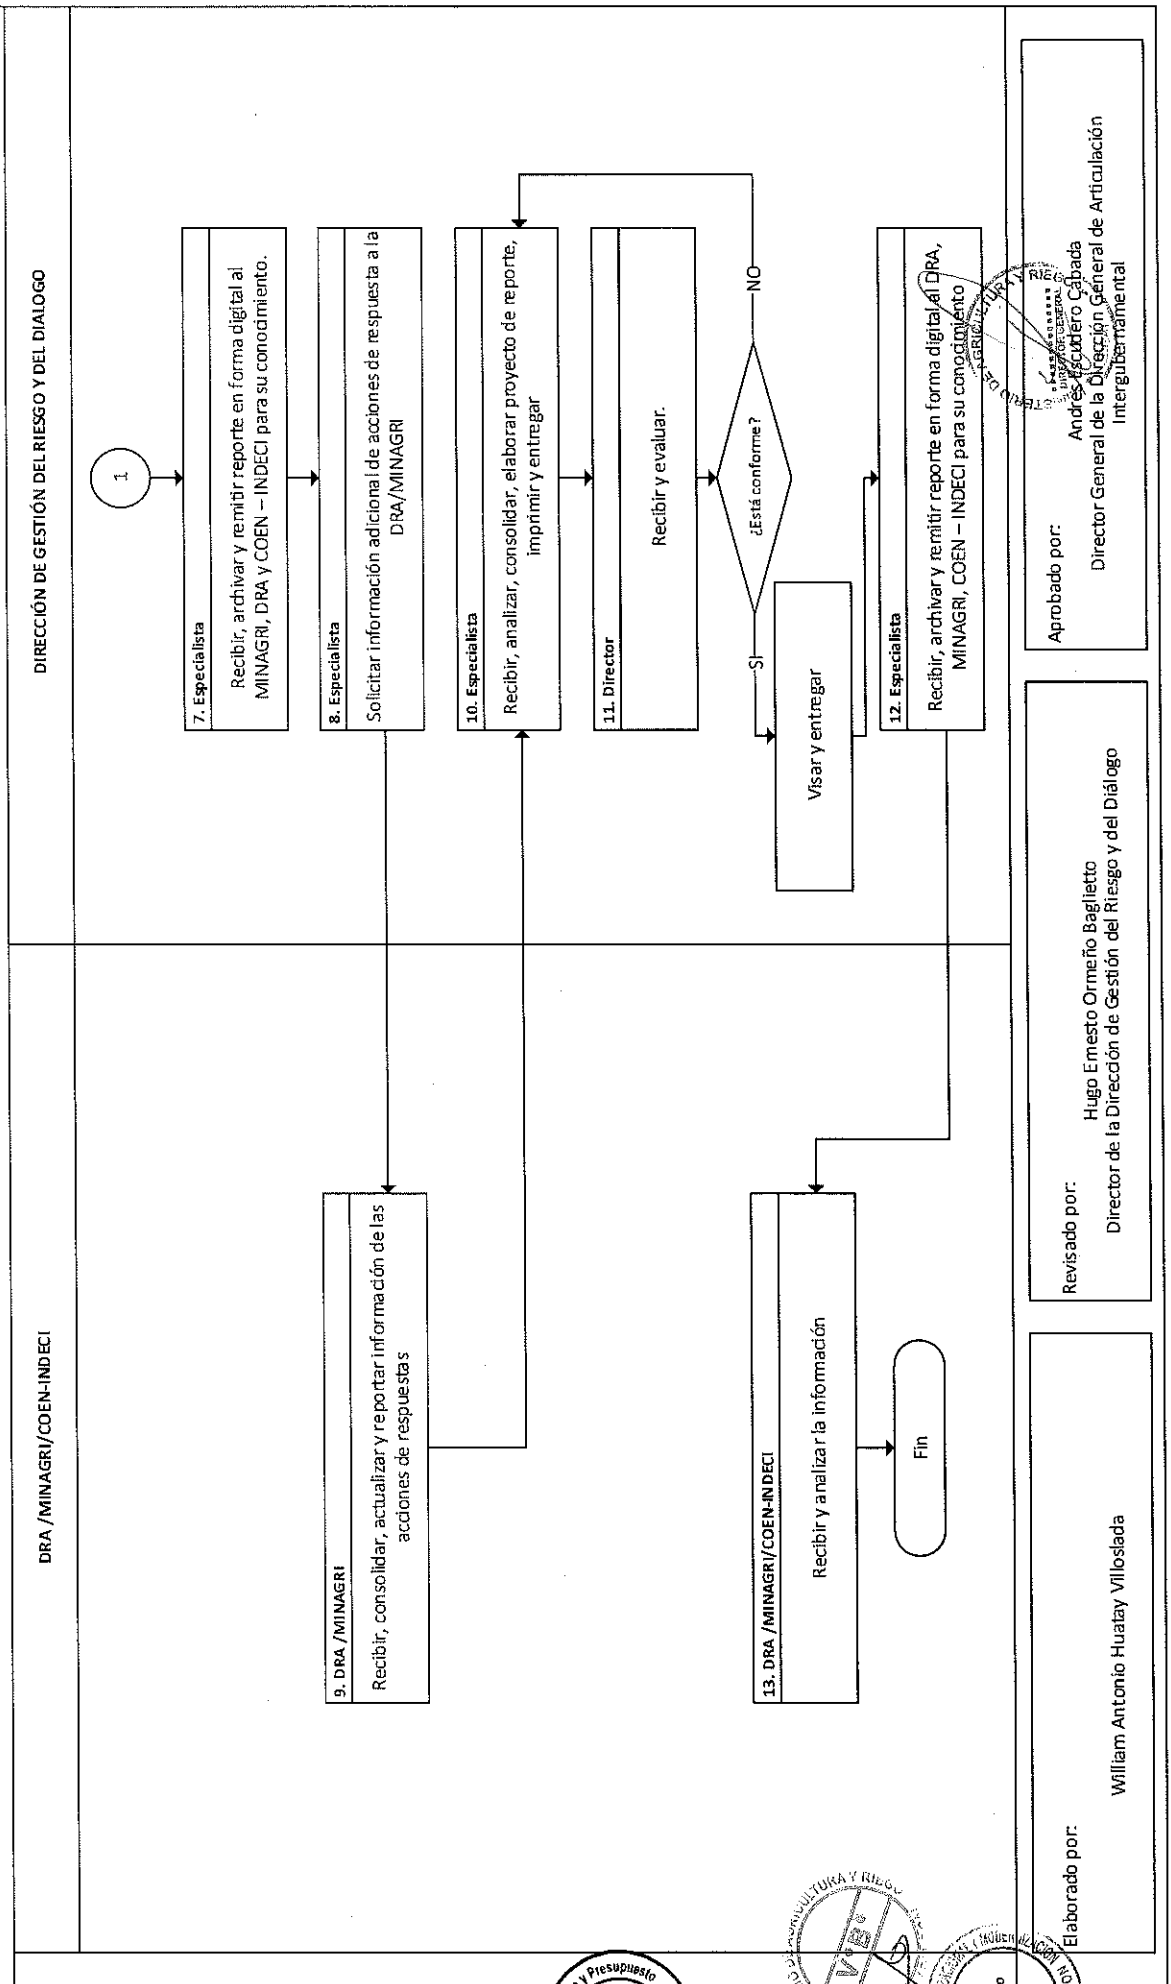 DRA /MINAGRI/COEN-INDECI
DIRECCIÓN DE GESTIÓN DEL RIESGO Y DEL DIALOGO
1
7. Especialista
Recibir, archivar y remitir reporte en forma digital al
MINAGRI, DRA y COEN – INDECI para su conocimiento.
8. Especialista
Solicitar información adicional de acciones de respuesta a la
DRA/MINAGRI
9. DRA /MINAGRI
Recibir, consolidar, actualizar y reportar información de las
acciones de respuestas
10. Especialista
Recibir, analizar, consolidar, elaborar proyecto de reporte,
imprimir y entregar
11. Director
Recibir y evaluar.
¿Está conforme?
NO
SI
Visar y entregar
12. Especialista
Recibir, archivar y remitir reporte en forma digital al DRA,
MINAGRI, COEN – INDECI para su conocimiento
13. DRA /MINAGRI/COEN-INDECI
Recibir y analizar la información
Fin
Elaborado por:
William Antonio Huatay Villoslada
Revisado por:
Hugo Ernesto Ormeño Baglietto
Director de la Dirección de Gestión del Riesgo y del Diálogo
Aprobado por:
Andrés Escudero Cabada
Director General de la Dirección General de Articulación
Intergubernamental
DIRECTOR GENERAL
y Presupuesto
V°B°